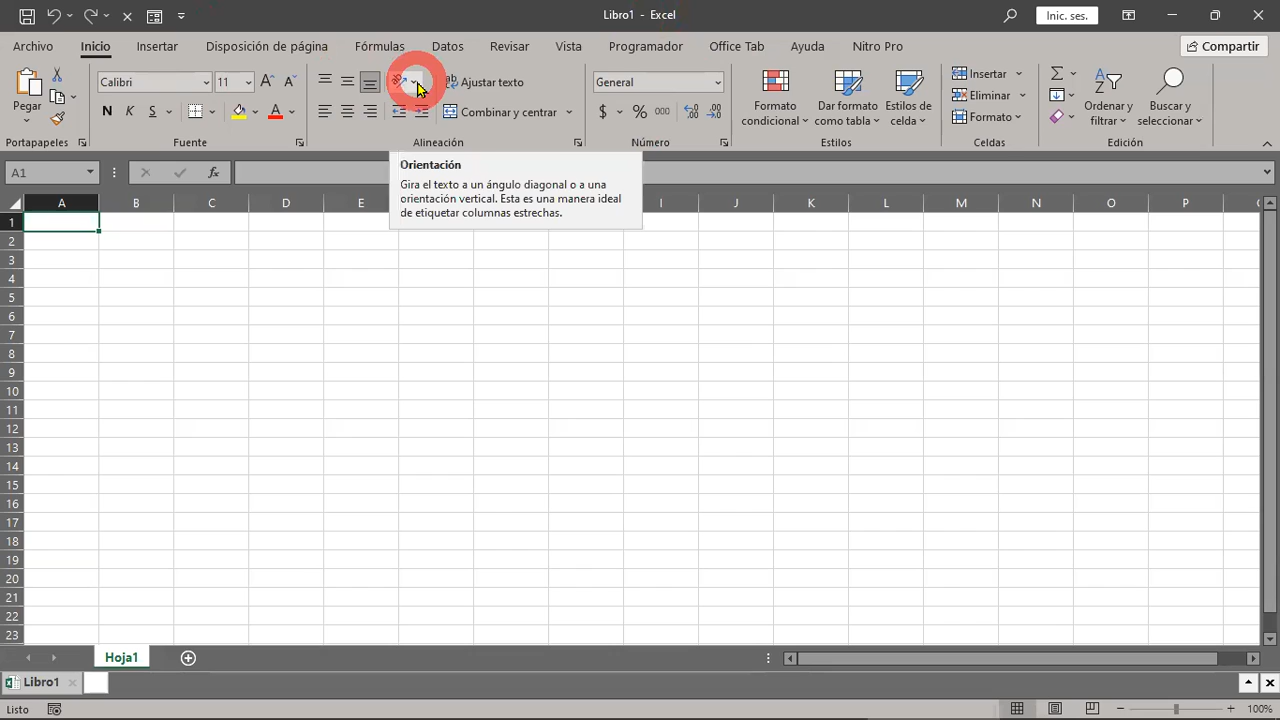 Libro1 - Excel
Inic. ses.
Archivo Inicio Insertar Disposición de página Fórmulas Datos Revisar Vista Programador Office Tab Ayuda Nitro Pro Compartir
Pegar
Portapapeles
Calibri 11
N K S
Fuente
Ajustar texto
Combinar y centrar
Alineación
General
$ % 000
Número
Formato condicional
Dar formato como tabla
Estilos de celda
Estilos
Insertar
Eliminar
Formato
Celdas
Ordenar y filtrar
Buscar y seleccionar
Edición
A1 fx
Orientación
Gira el texto a un ángulo diagonal o a una
orientación vertical. Esta es una manera ideal
de etiquetar columnas estrechas.
A B C D E I J K L M N O P
1
2
3
4
5
6
7
8
9
10
11
12
13
14
15
16
17
18
19
20
21
22
23
Hoja1
Libro1
Listo 100%